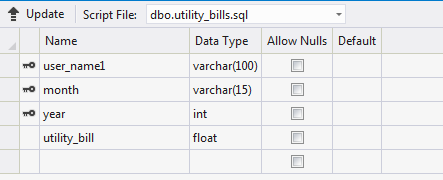 Update Script File: dbo.utility_bills.sql
Name Data Type Allow Nulls Default
user_name1 varchar(100)
month varchar(15)
year int
utility_bill float